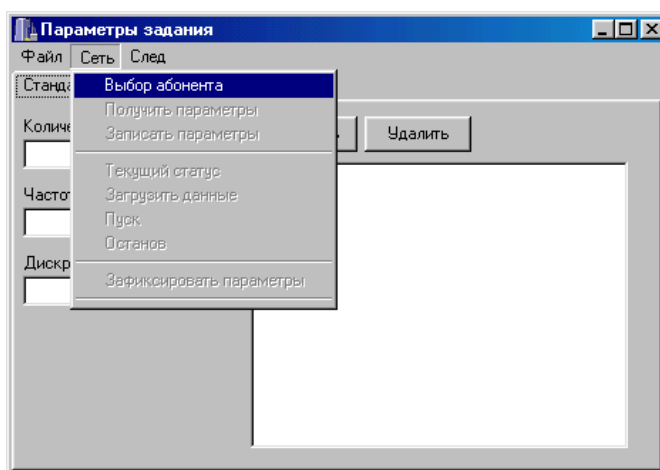 Параметры задания
Файл Сеть След
Выбор абонента
Получить параметры
Записать параметры
Удалить
Текущий статус
Загрузить данные
Пуск
Останов
Зафиксировать параметры